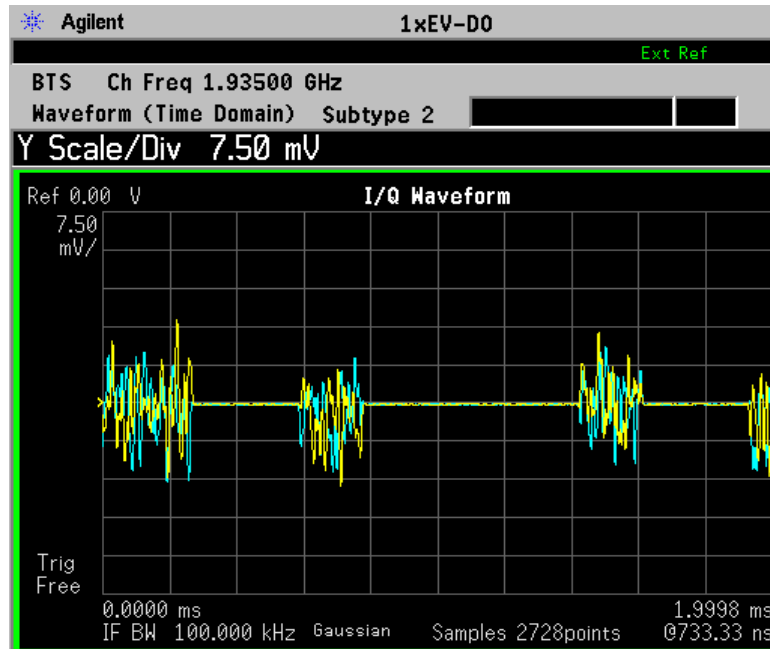 Agilent 1xEV-DO
Ext Ref
BTS Ch Freq 1.93500 GHz
Waveform (Time Domain) Subtype 2
Y Scale/Div 7.50 mV
Ref 0.00 V I/Q Waveform
7.50
mV/
Trig
Free
0.0000 ms 1.9998 ms
IF BW 100.000 kHz Gaussian Samples 2728points @733.33 ns